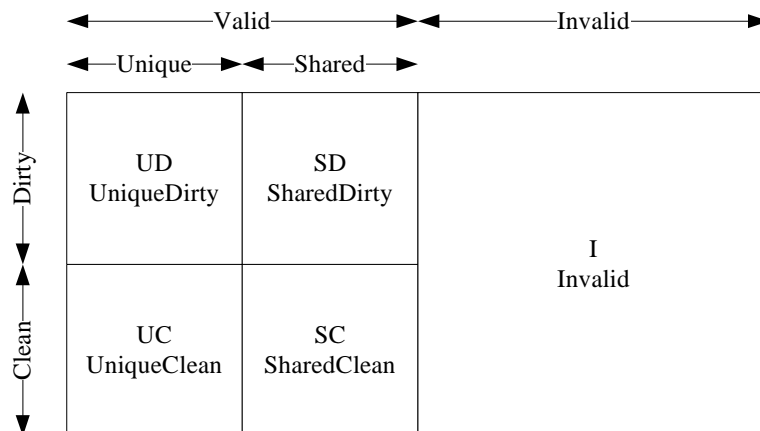 Valid
Invalid
Unique
Shared
Dirty
UD
UniqueDirty
SD
SharedDirty
I
Invalid
Clean
UC
UniqueClean
SC
SharedClean